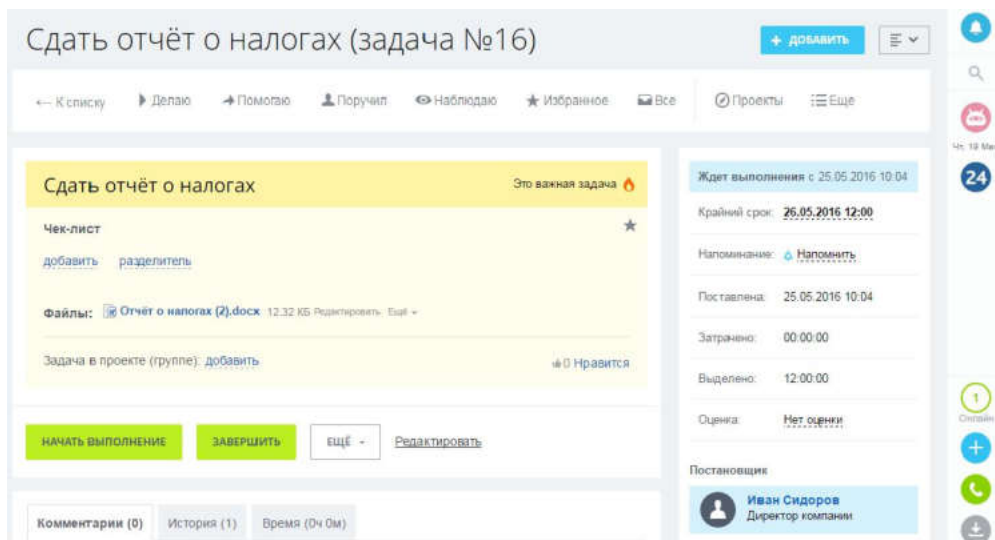 Сдать отчёт о налогах (задача №16)
+ ДОБАВИТЬ
← К списку Делаю Помогаю Поручил Наблюдаю Избранное Все Проекты Еще
Сдать отчёт о налогах
Это важная задача
Чек-лист
добавить разделитель
Файлы: Отчёт о налогах (2).docx 12.32 КБ Редактировать Ещё
Задача в проекте (группе): добавить
0 Нравится
НАЧАТЬ ВЫПОЛНЕНИЕ ЗАВЕРШИТЬ ЕЩЁ Редактировать
Комментарии (0) История (1) Время (0ч 0м)
Ждет выполнения с 25.05.2016 10:04
Крайний срок: 26.05.2016 12:00
Напоминание: Напомнить
Поставлена: 25.05.2016 10:04
Затрачено: 00:00:00
Выделено: 12:00:00
Оценка: Нет оценки
Постановщик
Иван Сидоров
Директор компании
Чт, 19 Ма
24
1
Онлайн